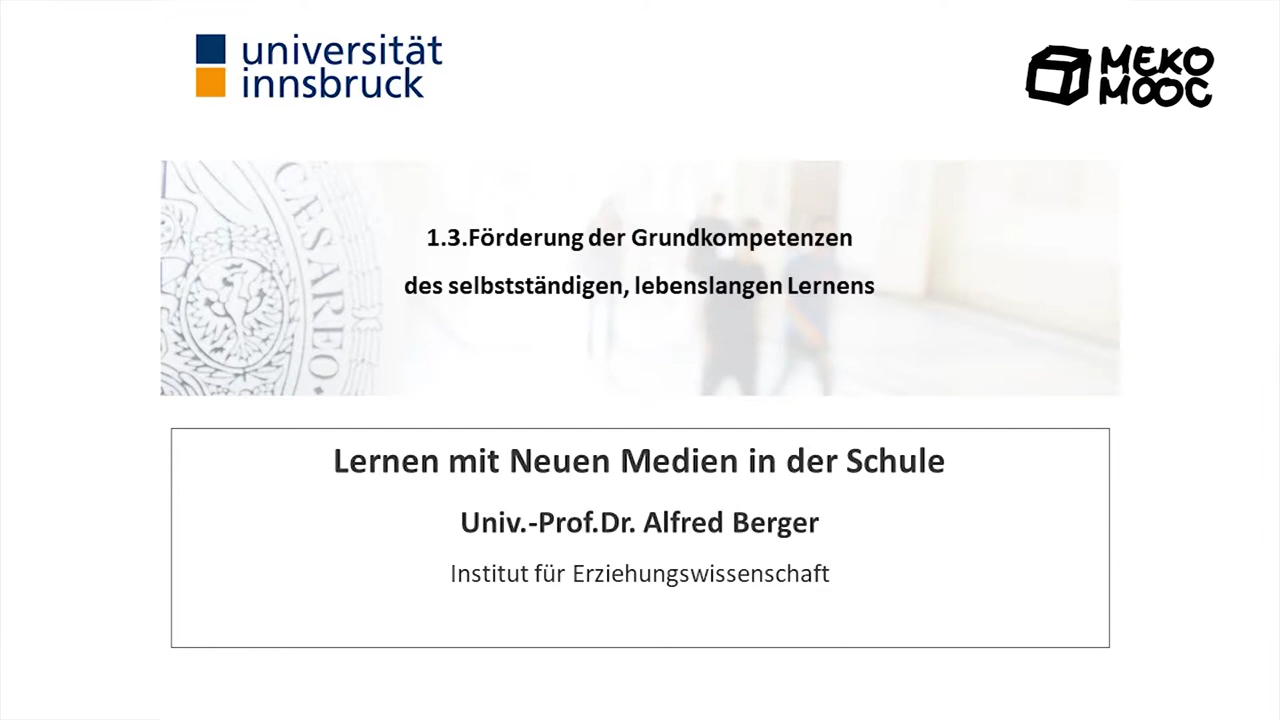 universität
innsbruck
MEKO
MOOC
CÆSAREO
1.3.Förderung der Grundkompetenzen
des selbstständigen, lebenslangen Lernens
Lernen mit Neuen Medien in der Schule
Univ.-Prof.Dr. Alfred Berger
Institut für Erziehungswissenschaft